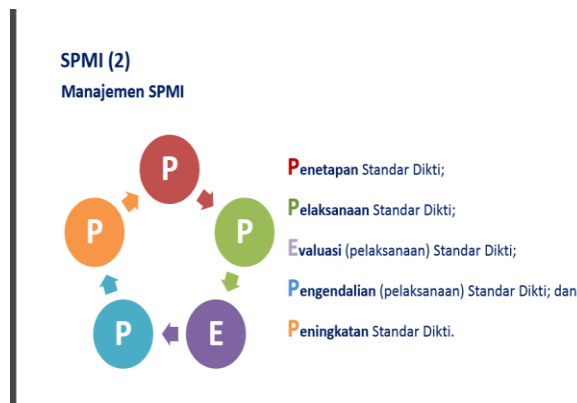 SPMI (2)
Manajemen SPMI
P
P
E
P
P
Penetapan Standar Dikti;
Pelaksanaan Standar Dikti;
Evaluasi (pelaksanaan) Standar Dikti;
Pengendalian (pelaksanaan) Standar Dikti; dan
Peningkatan Standar Dikti.